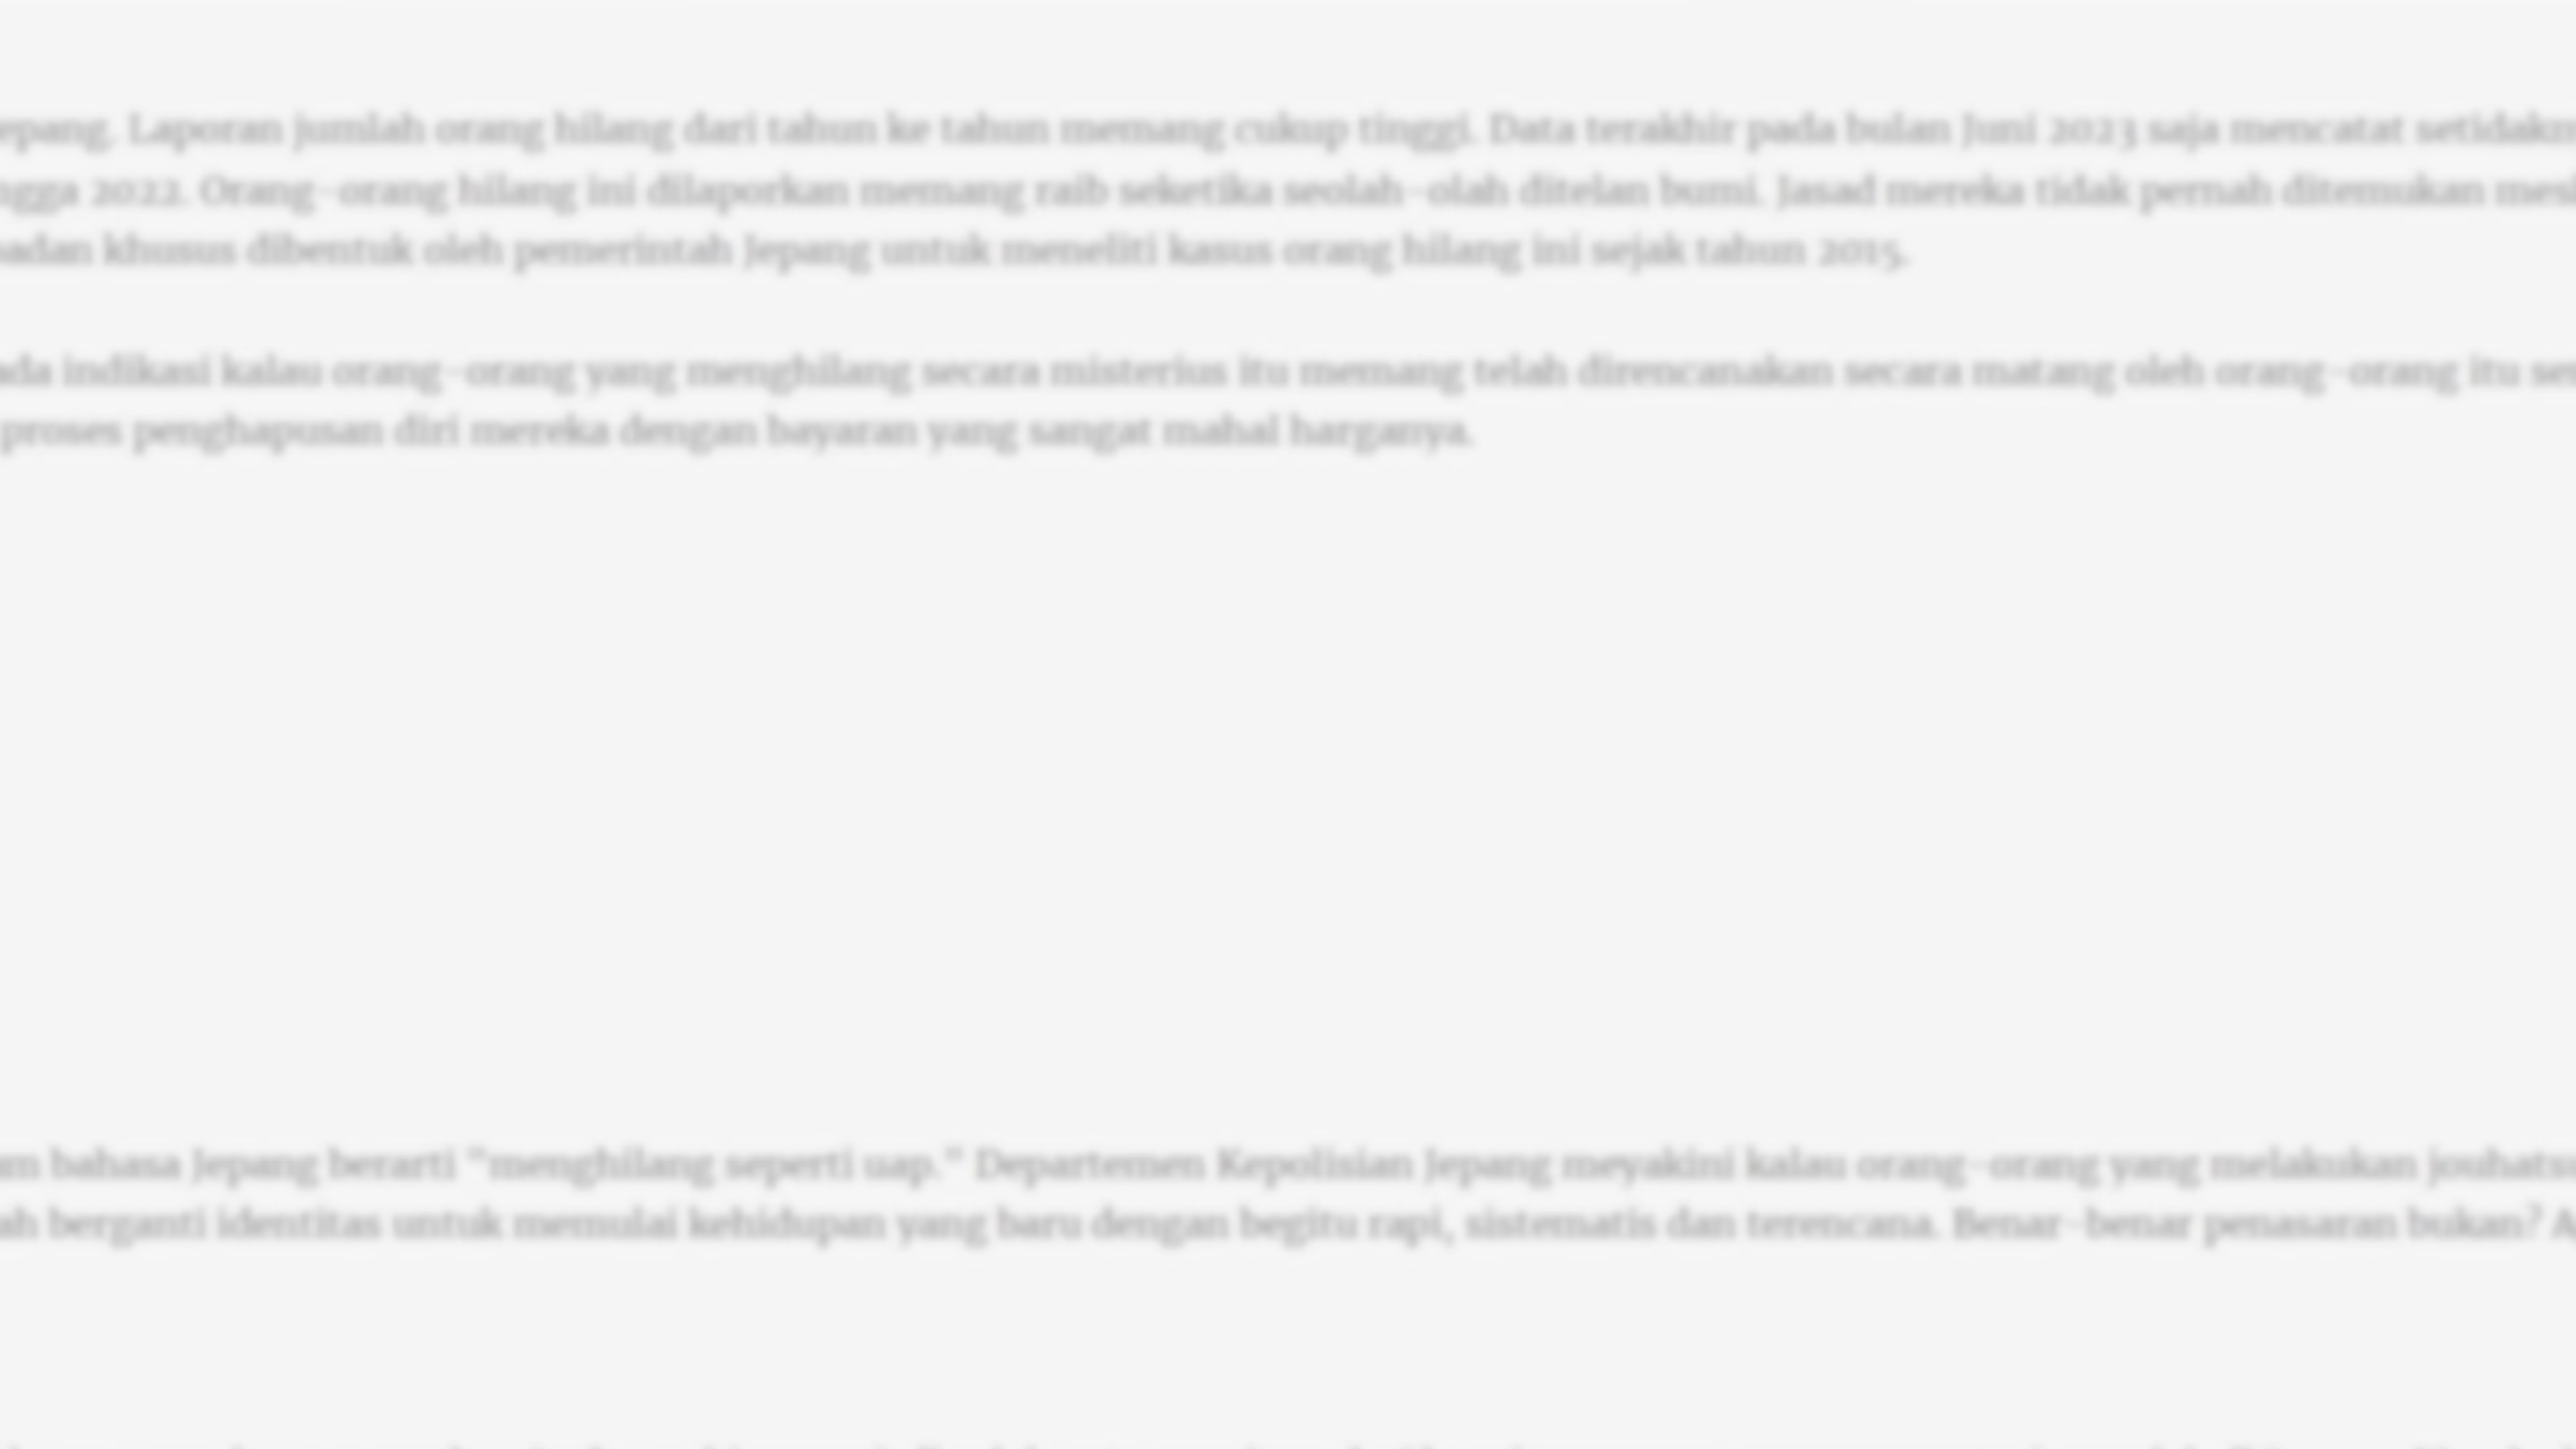 epang. Laporan jumlah orang hilang dari tahun ke tahun memang cukup tinggi. Data terakhir pada bulan Juni 2023 saja mencatat setidakn
ngga 2022. Orang-orang hilang ini dilaporkan memang raib seketika seolah-olah ditelan bumi. Jasad mereka tidak pernah ditemukan mes
badan khusus dibentuk oleh pemerintah Jepang untuk meneliti kasus orang hilang ini sejak tahun 2015.
ada indikasi kalau orang-orang yang menghilang secara misterius itu memang telah direncanakan secara matang oleh orang-orang itu se
proses penghapusan diri mereka dengan bayaran yang sangat mahal harganya.
am bahasa Jepang berarti "menghilang seperti uap." Departemen Kepolisian Jepang meyakini kalau orang-orang yang melakukan jouhats
ah berganti identitas untuk memulai kehidupan yang baru dengan begitu rapi, sistematis dan terencana. Benar-benar penasaran bukan? A